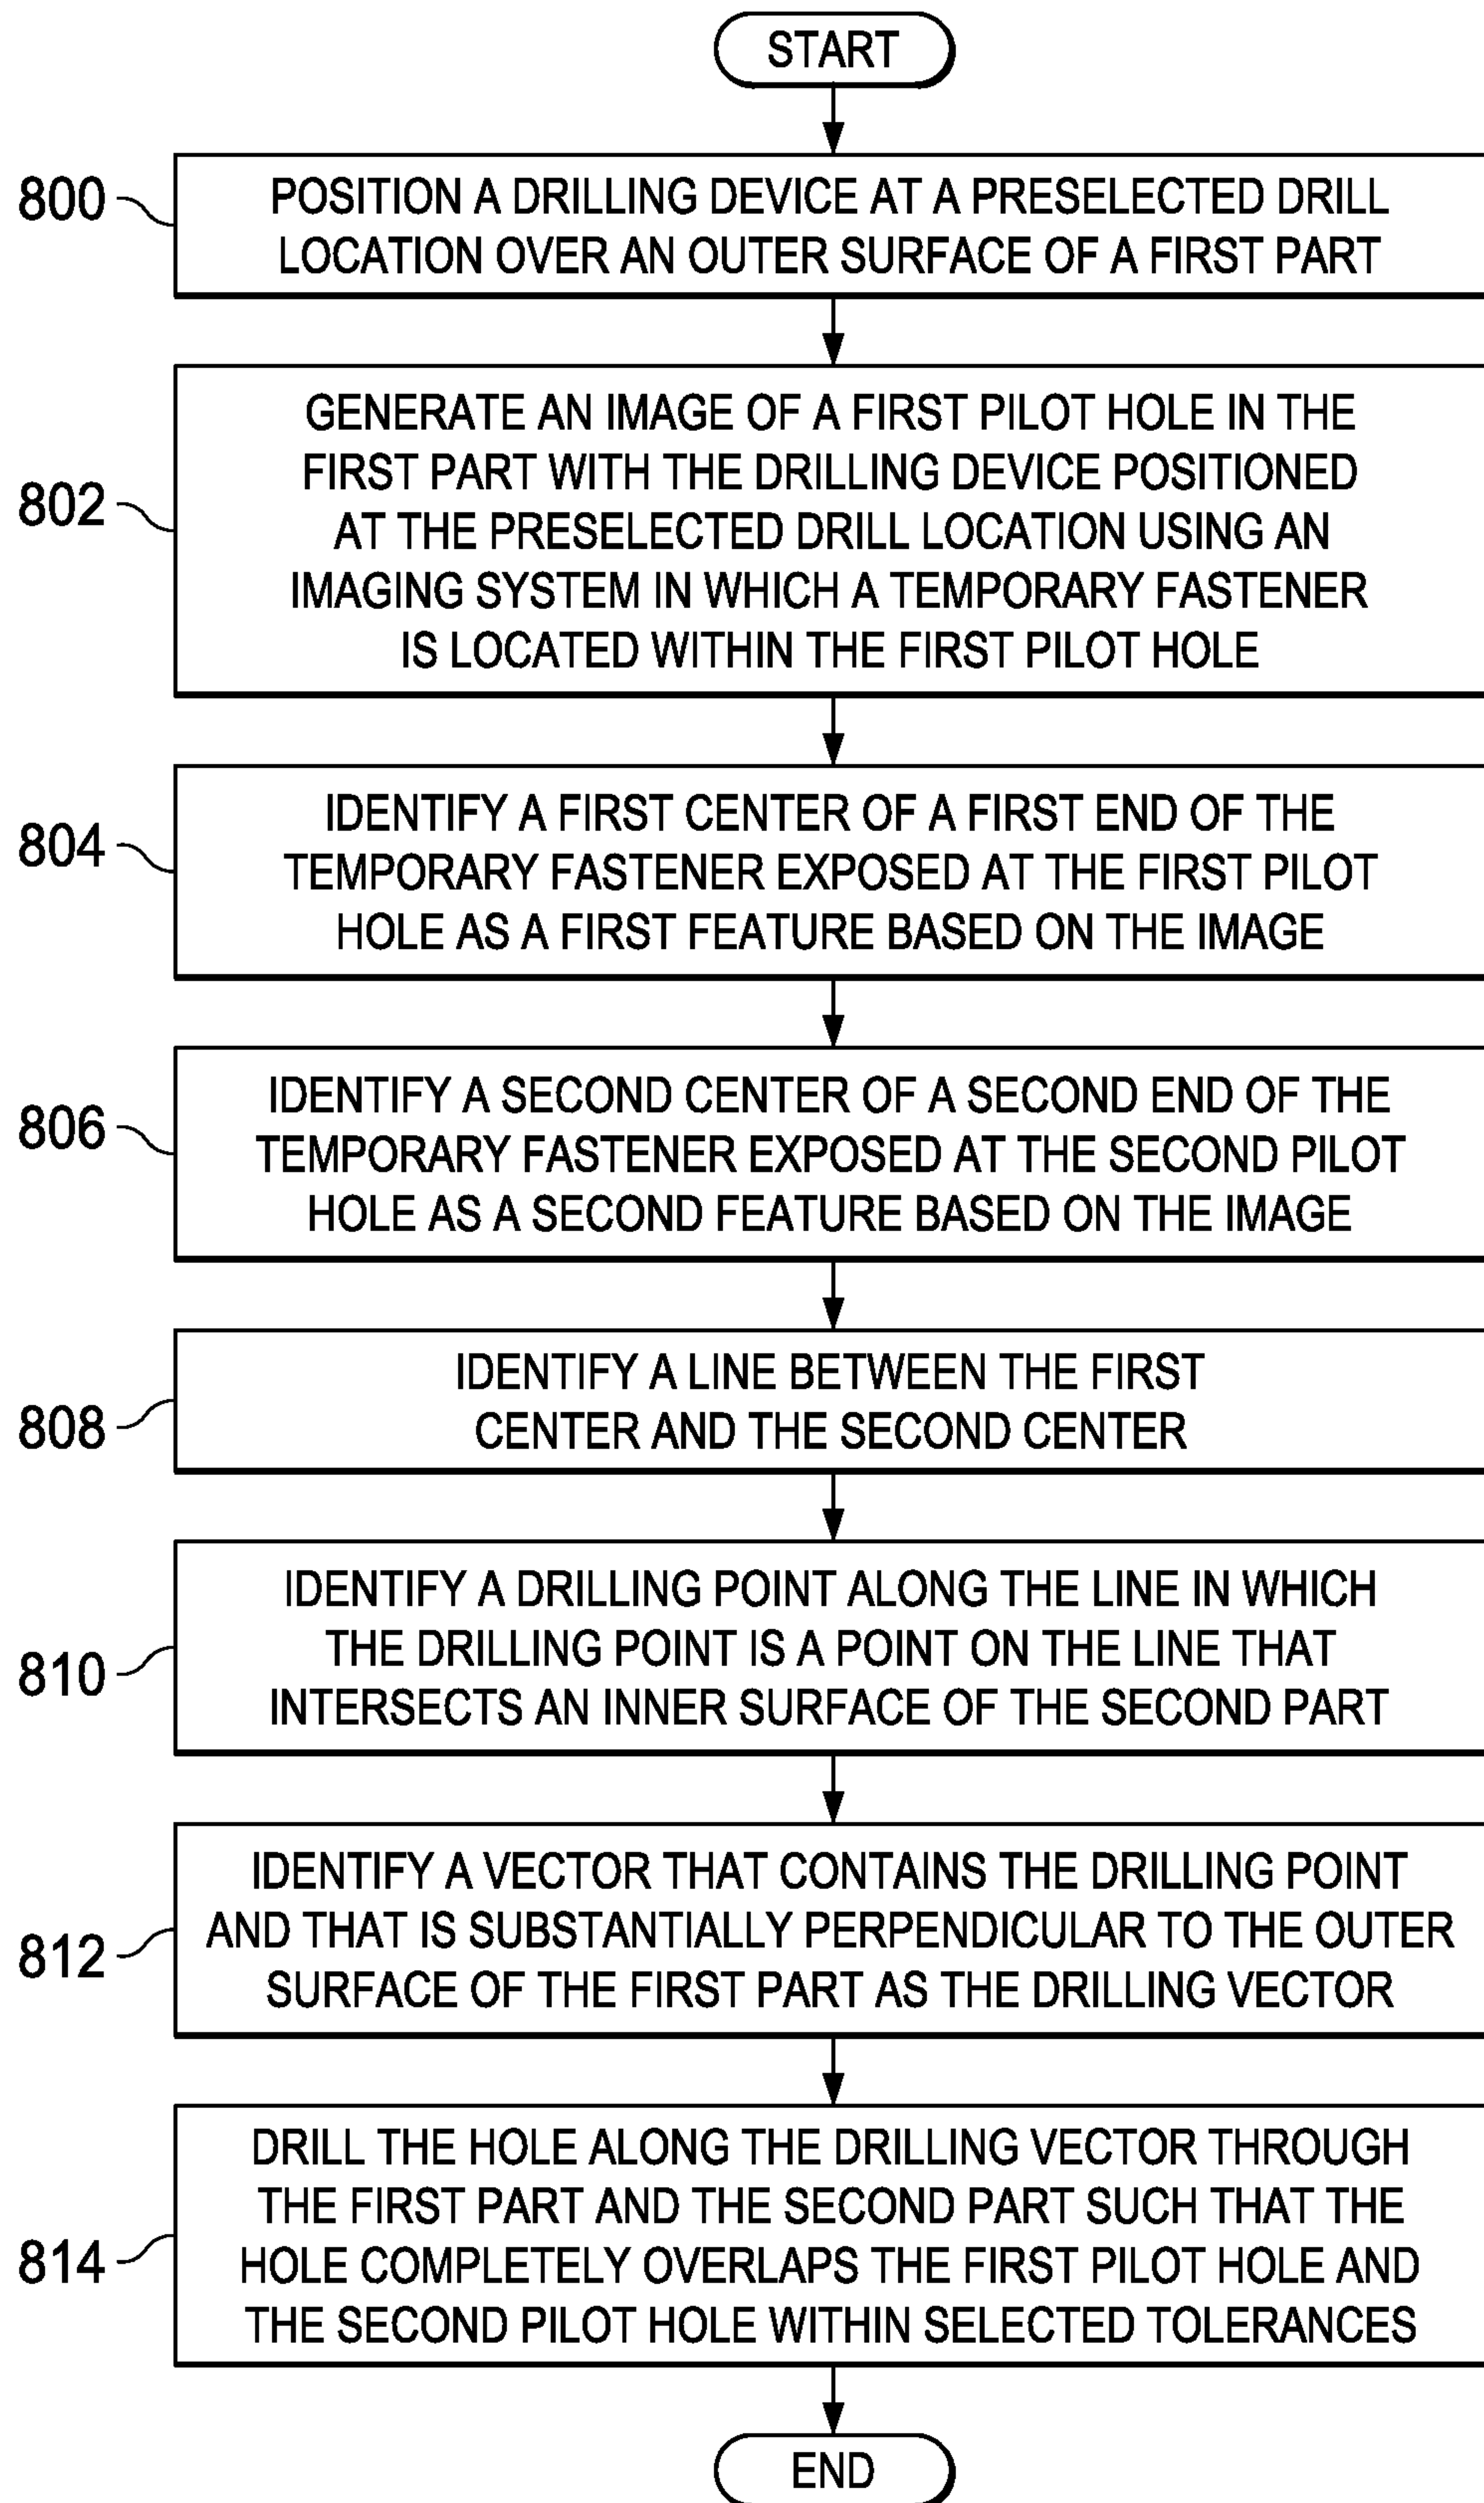 START
800
POSITION A DRILLING DEVICE AT A PRESELECTED DRILL
LOCATION OVER AN OUTER SURFACE OF A FIRST PART
802
GENERATE AN IMAGE OF A FIRST PILOT HOLE IN THE
FIRST PART WITH THE DRILLING DEVICE POSITIONED
AT THE PRESELECTED DRILL LOCATION USING AN
IMAGING SYSTEM IN WHICH A TEMPORARY FASTENER
IS LOCATED WITHIN THE FIRST PILOT HOLE
804
IDENTIFY A FIRST CENTER OF A FIRST END OF THE
TEMPORARY FASTENER EXPOSED AT THE FIRST PILOT
HOLE AS A FIRST FEATURE BASED ON THE IMAGE
806
IDENTIFY A SECOND CENTER OF A SECOND END OF THE
TEMPORARY FASTENER EXPOSED AT THE SECOND PILOT
HOLE AS A SECOND FEATURE BASED ON THE IMAGE
808
IDENTIFY A LINE BETWEEN THE FIRST
CENTER AND THE SECOND CENTER
810
IDENTIFY A DRILLING POINT ALONG THE LINE IN WHICH
THE DRILLING POINT IS A POINT ON THE LINE THAT
INTERSECTS AN INNER SURFACE OF THE SECOND PART
812
IDENTIFY A VECTOR THAT CONTAINS THE DRILLING POINT
AND THAT IS SUBSTANTIALLY PERPENDICULAR TO THE OUTER
SURFACE OF THE FIRST PART AS THE DRILLING VECTOR
814
DRILL THE HOLE ALONG THE DRILLING VECTOR THROUGH
THE FIRST PART AND THE SECOND PART SUCH THAT THE
HOLE COMPLETELY OVERLAPS THE FIRST PILOT HOLE AND
THE SECOND PILOT HOLE WITHIN SELECTED TOLERANCES
END